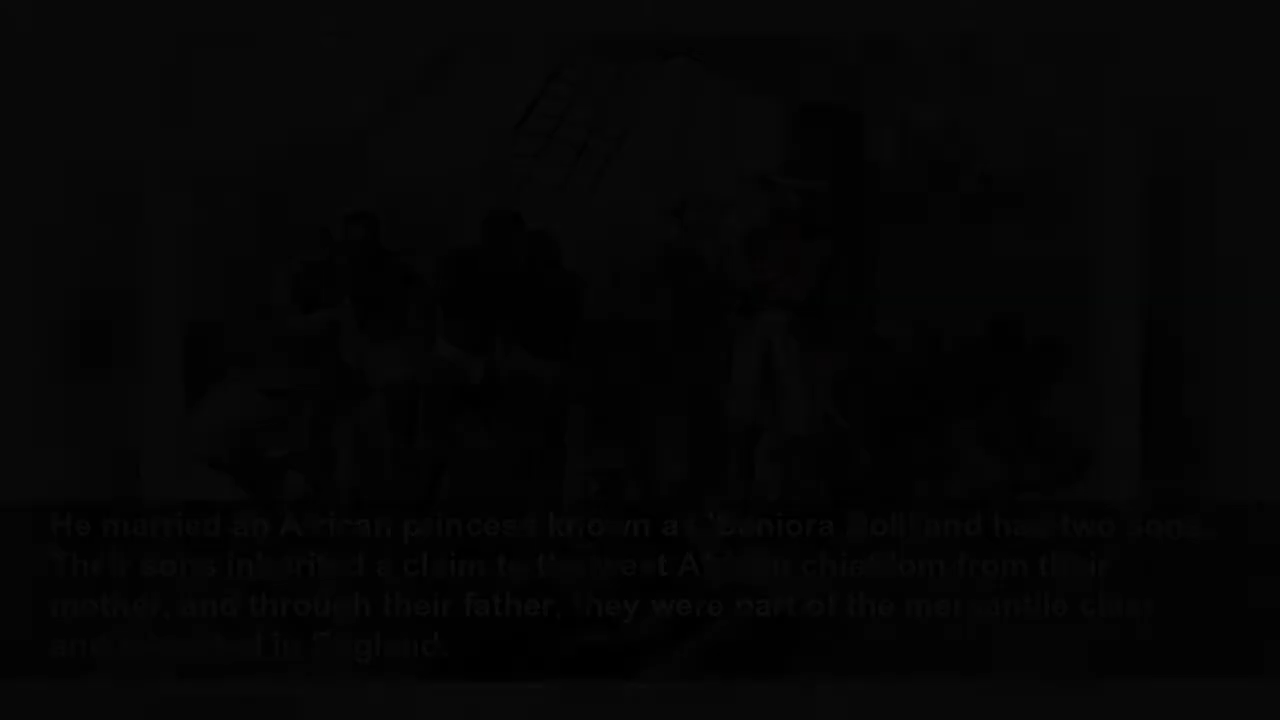 He married an African princess known as 'Seniora Doll' and had two sons.
Their sons inherited a claim to the west African chiefdom from their
mother, and through their father, they were part of the mercantile class
and educated in England.